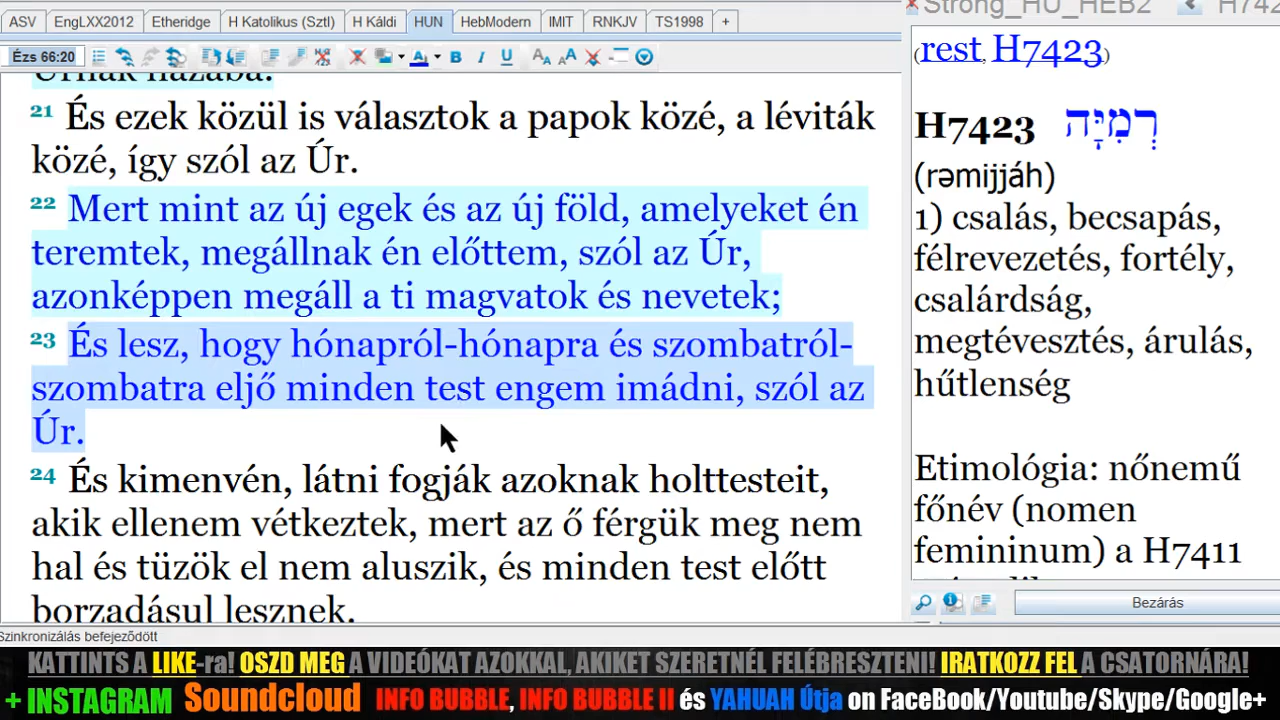 ASV EngLXX2012 Etheridge H Katolikus (Sztl) H Káldi HUN HebModern IMIT RNKJV TS1998 +
Ézs 66:20
21 És ezek közül is választok a papok közé, a léviták
közé, így szól az Úr.
22 Mert mint az új egek és az új föld, amelyeket én
teremtek, megállnak én előttem, szól az Úr,
azonképpen megáll a ti magvatok és nevetek;
23 És lesz, hogy hónapról-hónapra és szombatról-
szombatra eljő minden test engem imádni, szól az
Úr.
24 És kimenvén, látni fogják azoknak holttesteit,
akik ellenem vétkeztek, mert az ő férgük meg nem
hal és tüzök el nem aluszik, és minden test előtt
borzadásul lesznek.
Szinkronizálás befejeződött
Strong_HU_HEB2
(rest, H7423)
H7423 רְמִיָּה
(rəmijjáh)
1) csalás, becsapás,
félrevezetés, fortély,
csalárdság,
megtévesztés, árulás,
hűtlenség
Etimológia: nőnemű
főnév (nomen
femininum) a H7411
Bezárás
KATTINTS A LIKE-ra! OSZD MEG A VIDEÓKAT AZOKKAL, AKIKET SZERETNÉL FELÉBRESZTENI! IRATKOZZ FEL A CSATORNÁRA!
+ INSTAGRAM Soundcloud INFO BUBBLE, INFO BUBBLE II és YAHUAH Útja on FaceBook/Youtube/Skype/Google+